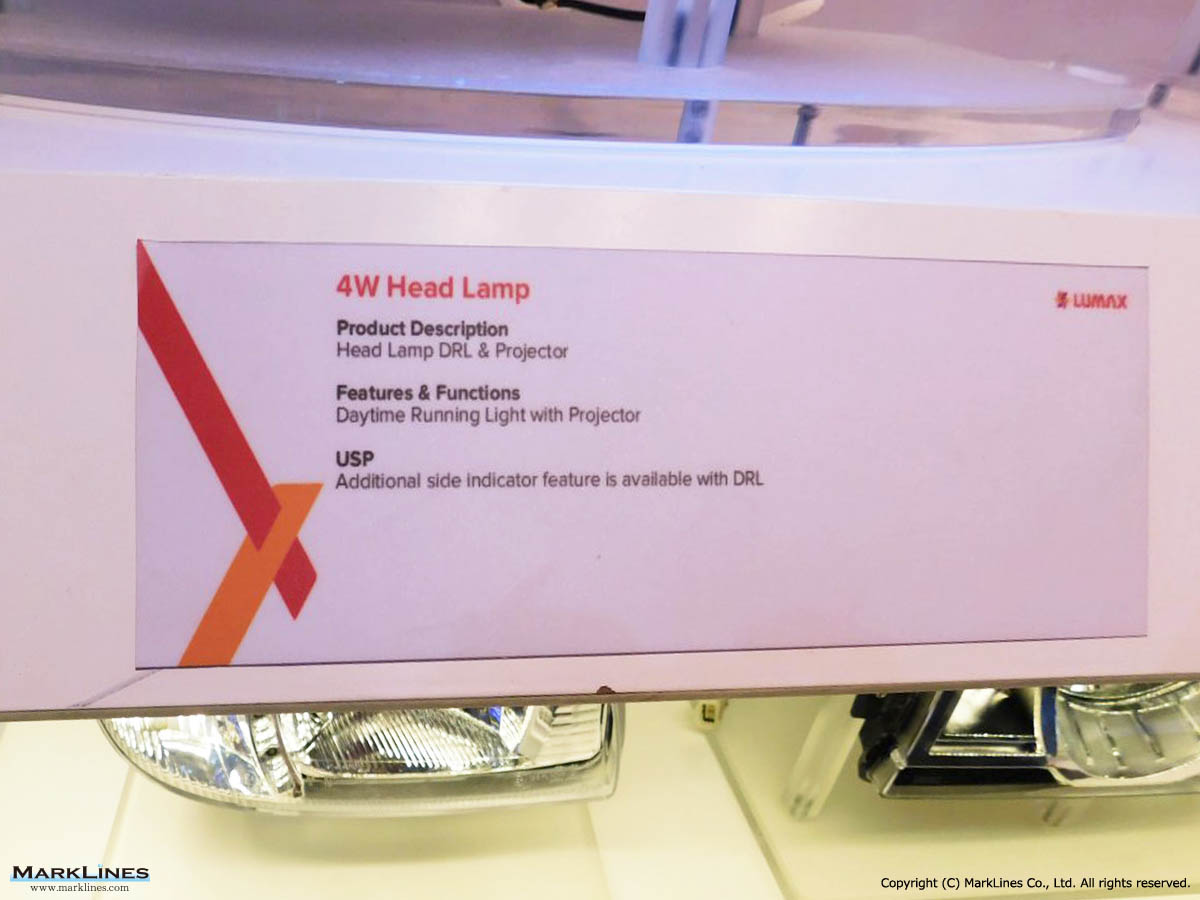 4W Head Lamp
LUMAX
Product Description
Head Lamp DRL & Projector
Features & Functions
Daytime Running Light with Projector
USP
Additional side indicator feature is available with DRL
MARKLINES
www.marklines.com
Copyright (C) MarkLines Co., Ltd. All rights reserved.